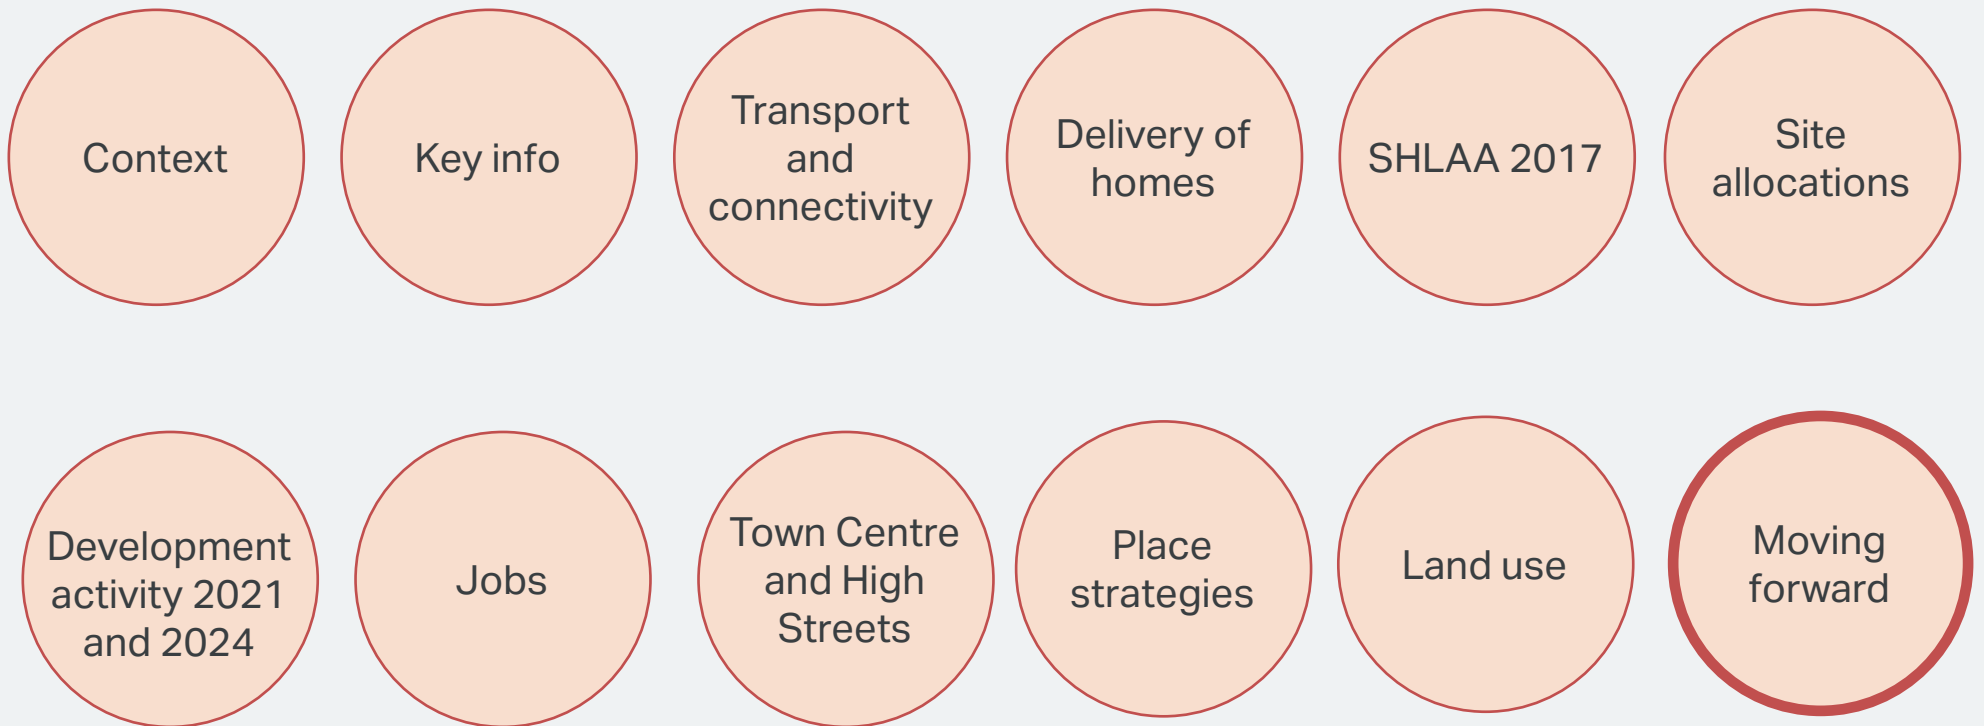 Context
Key info
Transport
and
connectivity
Delivery of
homes
SHLAA 2017
Site
allocations
Development
activity 2021
and 2024
Jobs
Town Centre
and High
Streets
Place
strategies
Land use
Moving
forward